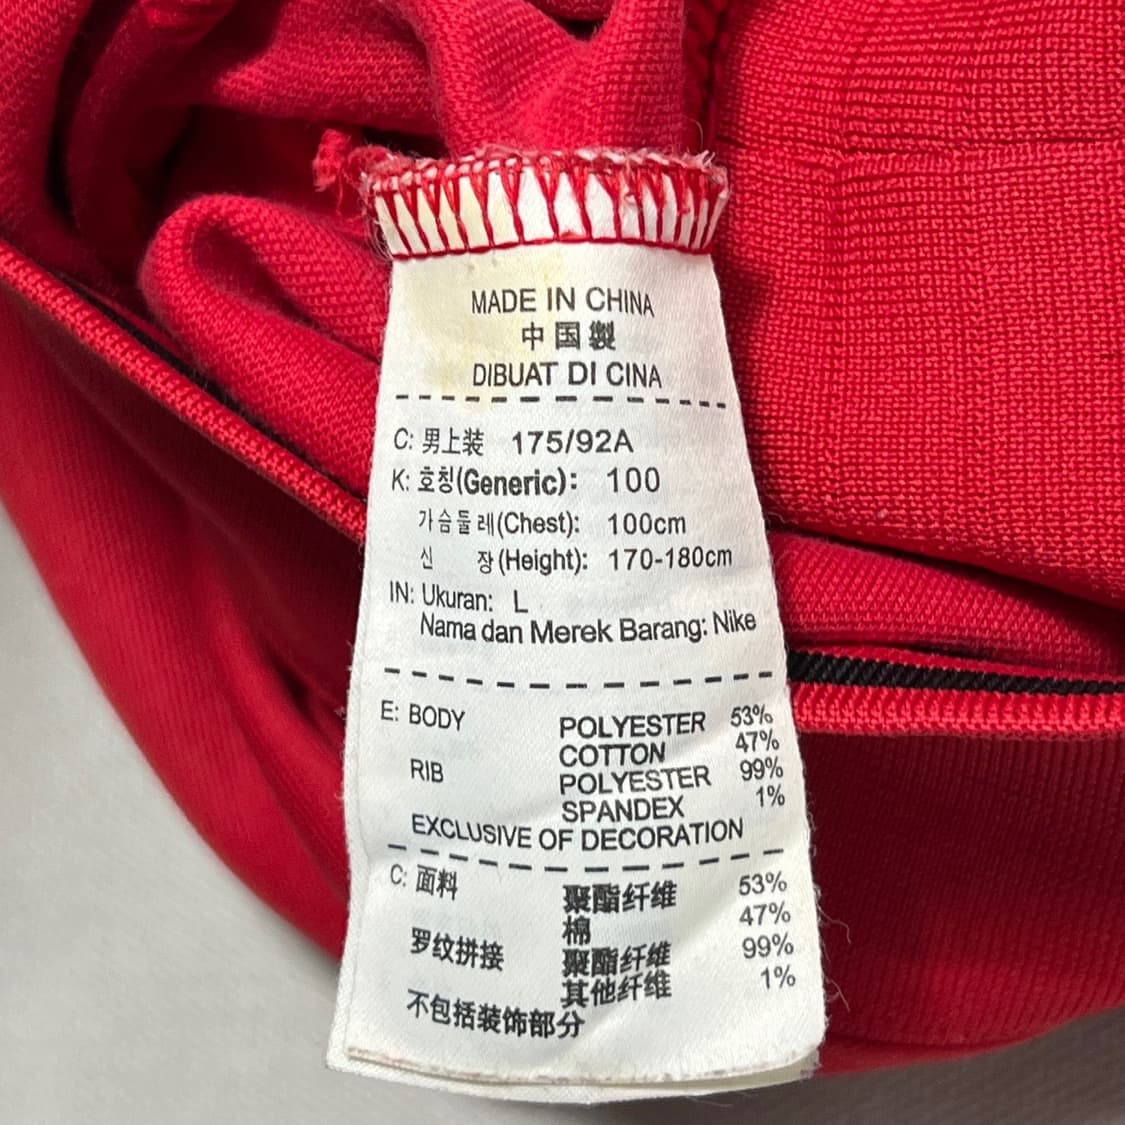 MADE IN CHINA
中国製
DIBUAT DI CINA
C: 男上装 175/92A
K: 호칭(Generic): 100
가슴둘레(Chest): 100cm
신 장(Height): 170-180cm
IN: Ukuran: L
Nama dan Merek Barang: Nike
E: BODY POLYESTER 53%
COTTON 47%
RIB POLYESTER 99%
SPANDEX 1%
EXCLUSIVE OF DECORATION
C: 面料 聚酯纤维 53%
棉 47%
罗纹拼接 聚酯纤维 99%
其他纤维 1%
不包括装饰部分